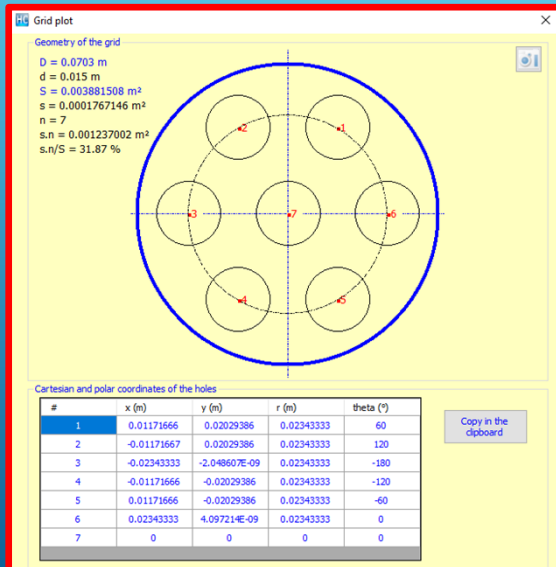 Grid plot
Geometry of the grid
D = 0.0703 m
d = 0.015 m
S = 0.003881508 m²
s = 0.0001767146 m²
n = 7
s.n = 0.001237002 m²
s.n/S = 31.87 %
2 1
3 7 6
4 5
Cartesian and polar coordinates of the holes
# x (m) y (m) r (m) theta (º)
1 0.01171666 0.02029386 0.02343333 60
2 -0.01171667 0.02029386 0.02343333 120
3 -0.02343333 -2.048607E-09 0.02343333 -180
4 -0.01171666 -0.02029386 0.02343333 -120
5 0.01171666 -0.02029386 0.02343333 -60
6 0.02343333 4.097214E-09 0.02343333 0
7 0 0 0 0
Copy in the
clipboard